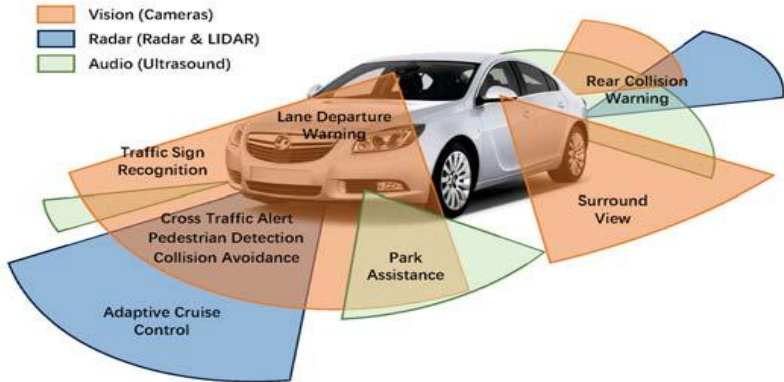 Vision (Cameras)
Radar (Radar & LIDAR)
Audio (Ultrasound)
Rear Collision
Warning
Lane Departure
Warning
Traffic Sign
Recognition
Surround
View
Cross Traffic Alert
Pedestrian Detection
Collision Avoidance
Park
Assistance
Adaptive Cruise
Control